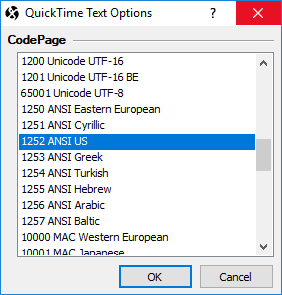 QuickTime Text Options
CodePage
1200 Unicode UTF-16
1201 Unicode UTF-16 BE
65001 Unicode UTF-8
1250 ANSI Eastern European
1251 ANSI Cyrillic
1252 ANSI US
1253 ANSI Greek
1254 ANSI Turkish
1255 ANSI Hebrew
1256 ANSI Arabic
1257 ANSI Baltic
10000 MAC Western European
10001 MAC Japanese
OK
Cancel